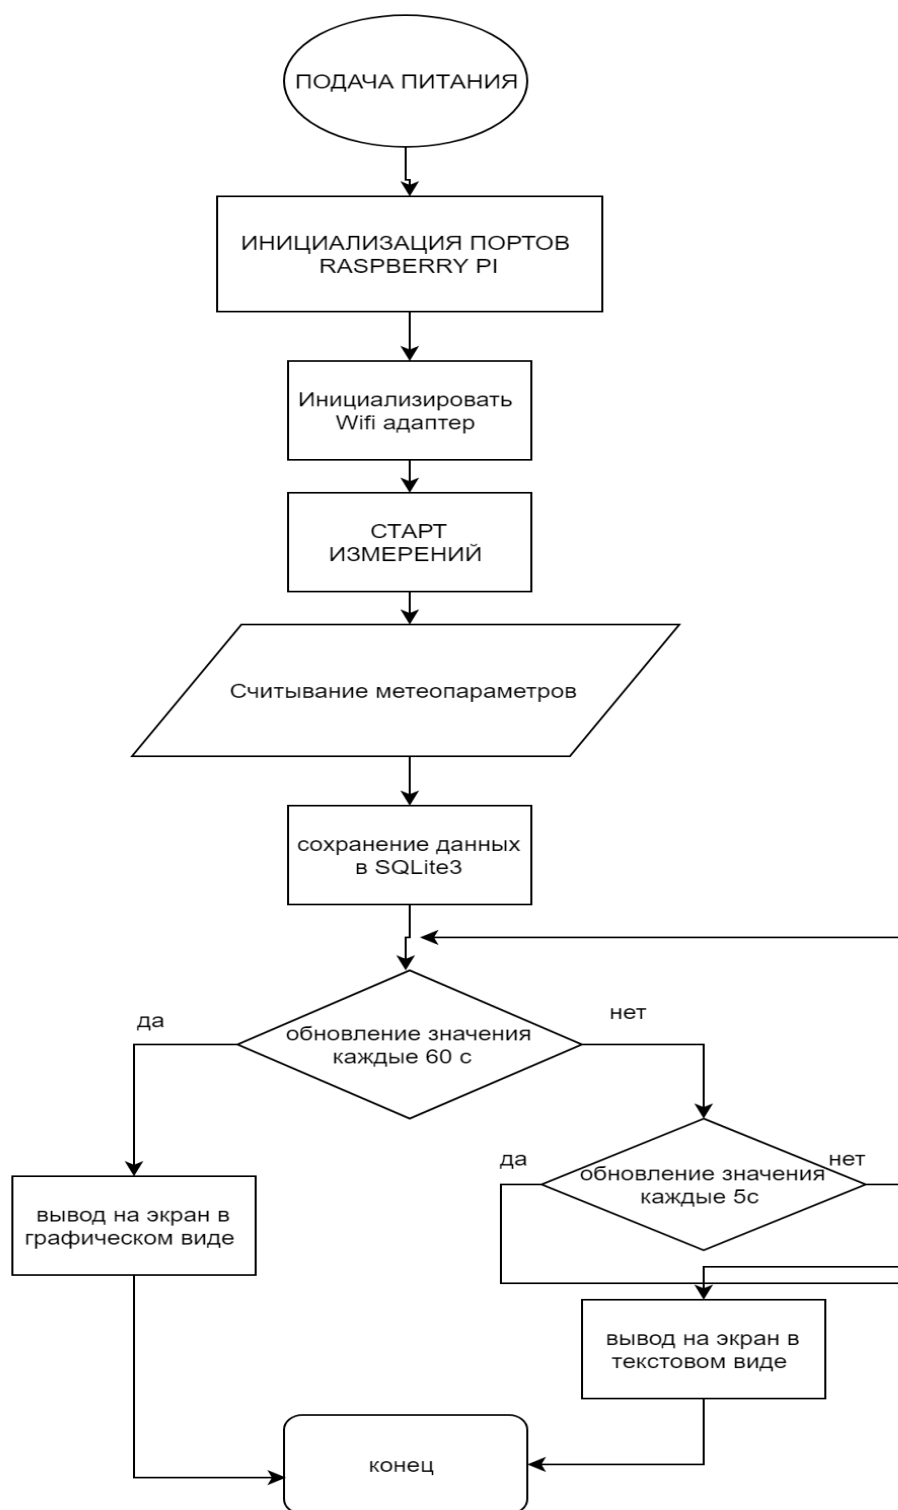 ПОДАЧА ПИТАНИЯ
ИНИЦИАЛИЗАЦИЯ ПОРТОВ
RASPBERRY PI
Инициализировать
Wifi адаптер
СТАРТ
ИЗМЕРЕНИЙ
Считывание метеопараметров
сохранение данных
в SQLite3
да
нет
обновление значения
каждые 60 с
да
нет
обновление значения
каждые 5с
вывод на экран в
графическом виде
вывод на экран в
текстовом виде
конец